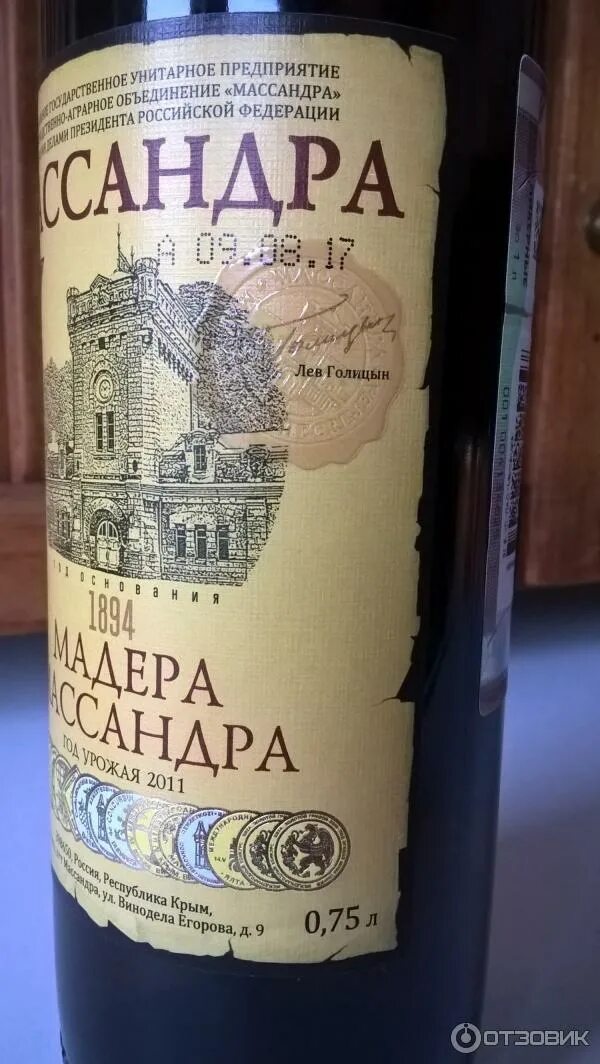 ГОСУДАРСТВЕННОЕ УНИТАРНОЕ ПРЕДПРИЯТИЕ
-АГРАРНОЕ ОБЪЕДИНЕНИЕ «МАССАНДРА»
ДЕЛАМИ ПРЕЗИДЕНТА РОССИЙСКОЙ ФЕДЕРАЦИИ
АССАНДРА
А 09.08.17
Лев Голицын
год основания
1894
МАДЕРА
АССАНДРА
ГОД УРОЖАЯ 2011
Россия, Республика Крым,
Массандра, ул. Винодела Егорова, д. 9
0,75 л
ОТЗОВИК